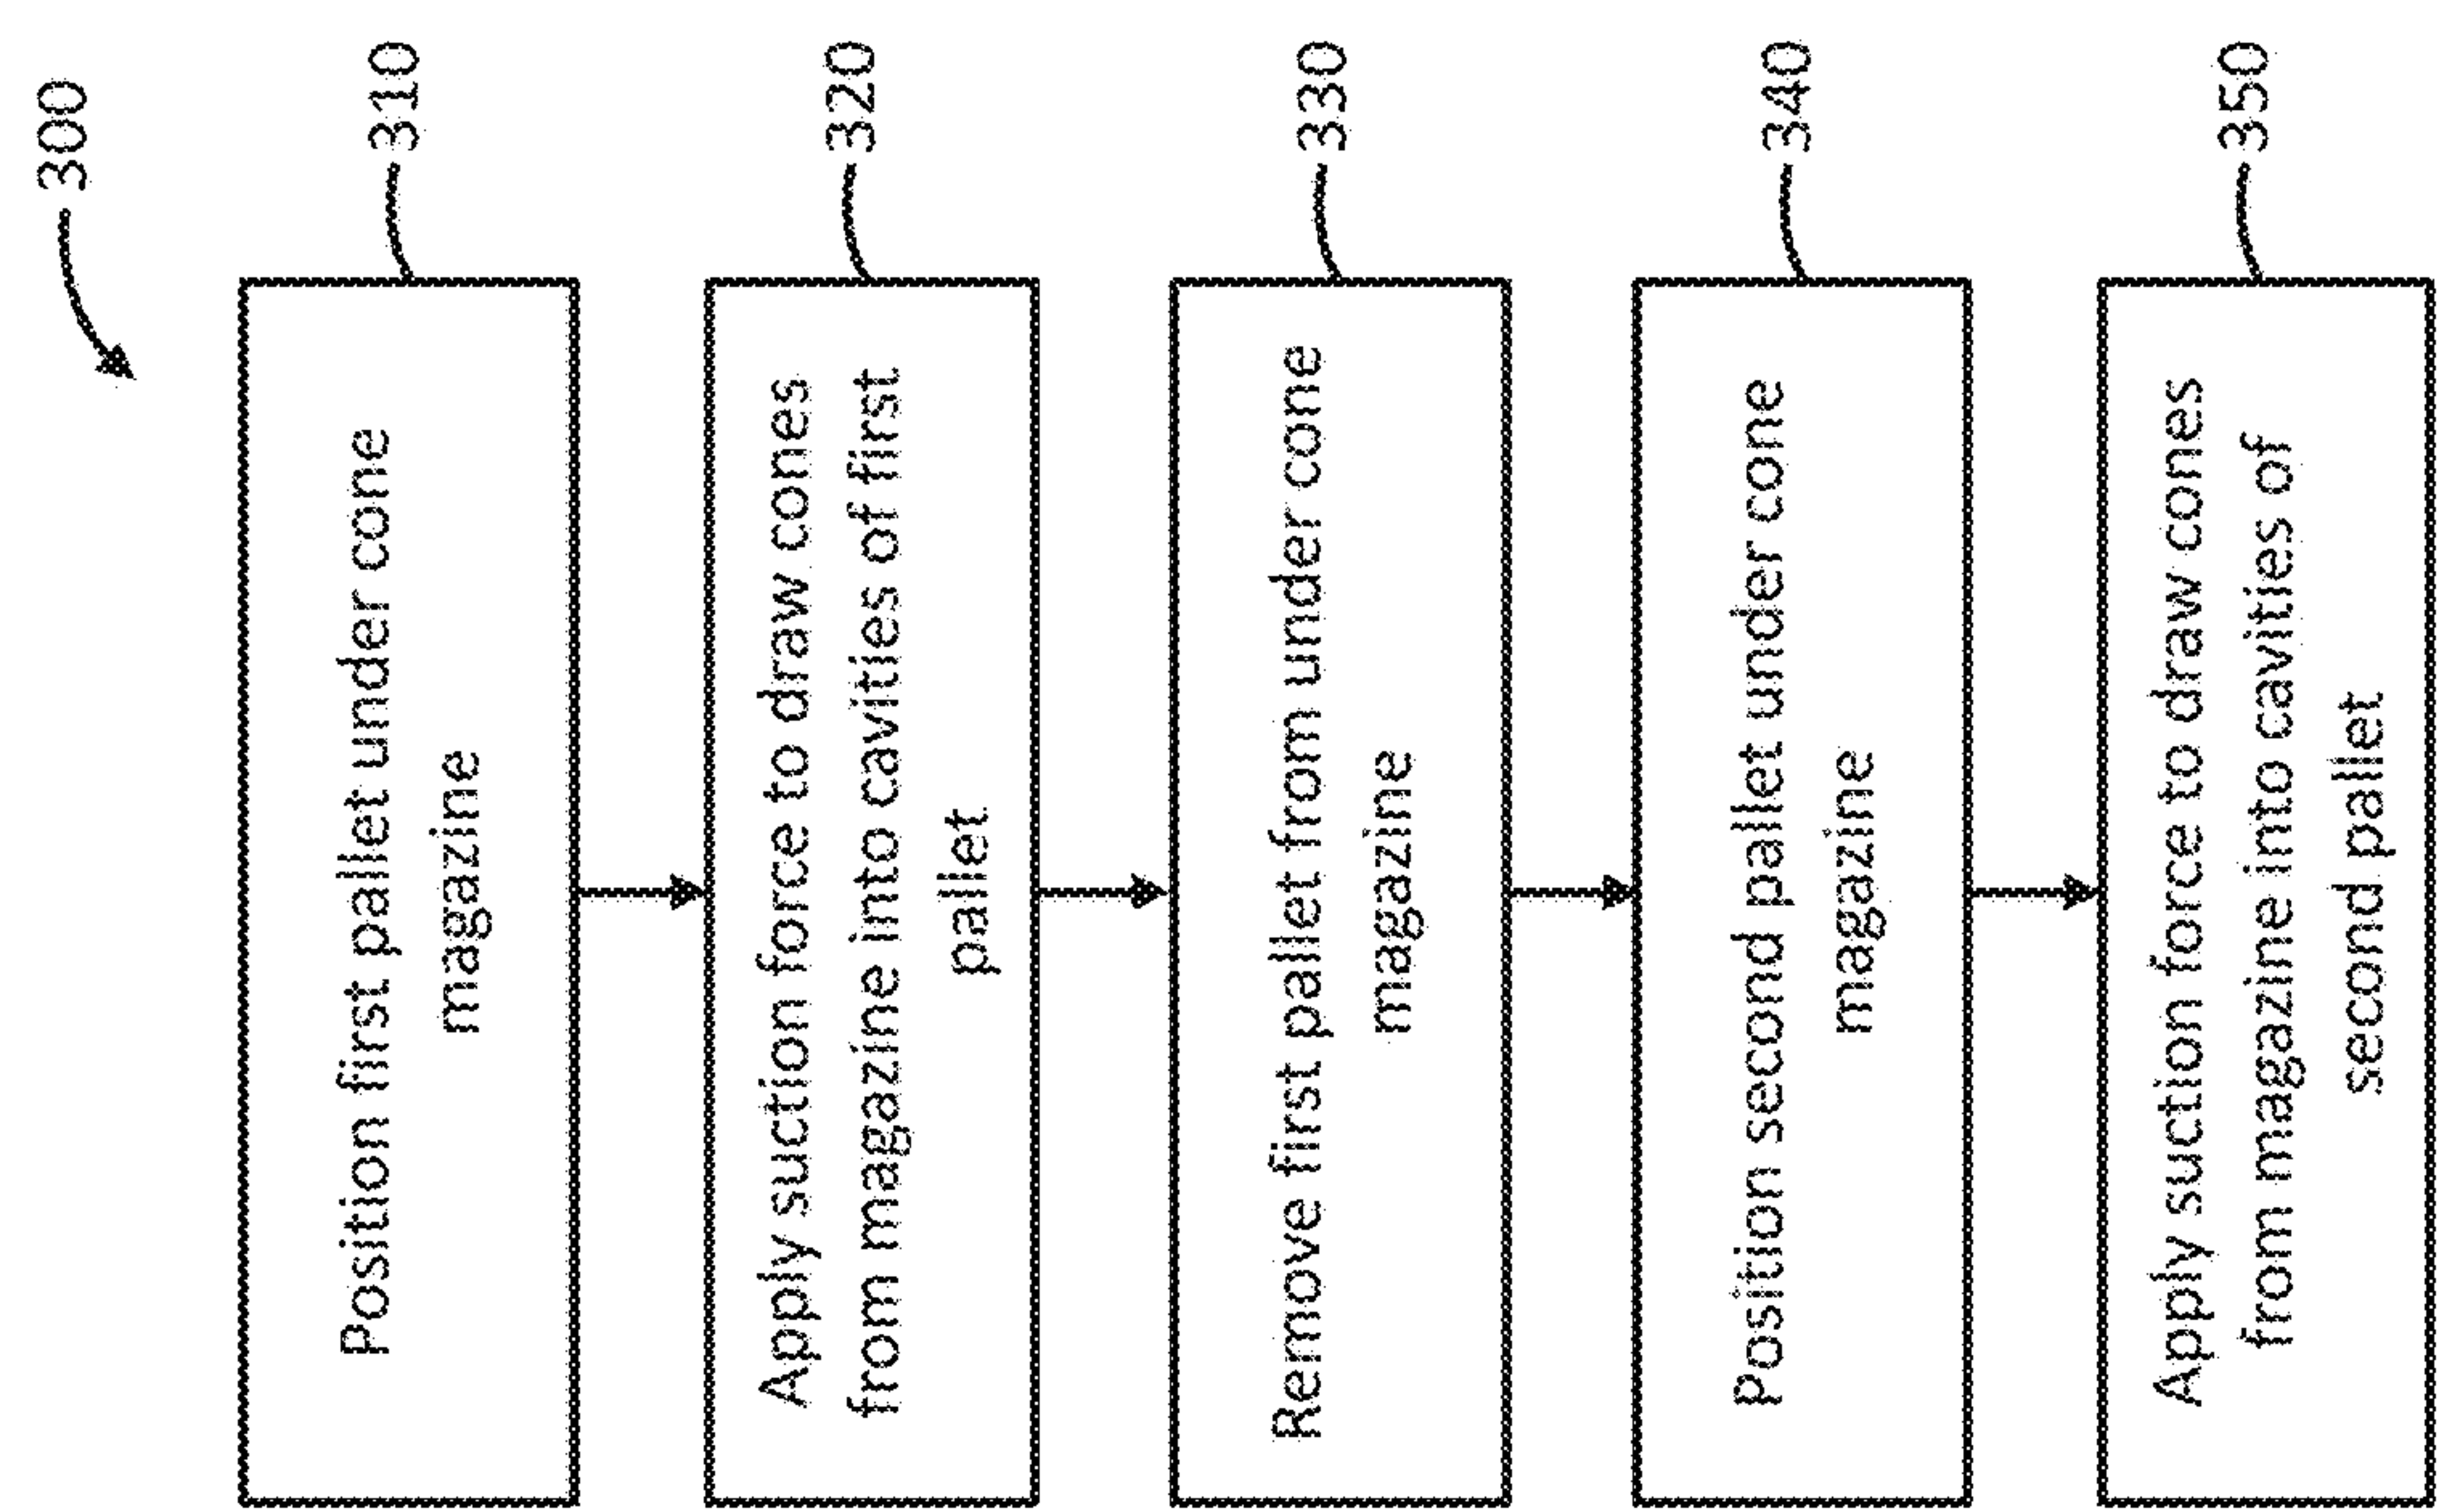 300
Position first pallet under cone
magazine
310
Apply suction force to draw cones
from magazine into cavities of first
pallet
320
Remove first pallet from under cone
magazine
330
Position second pallet under cone
magazine
340
Apply suction force to draw cones
from magazine into cavities of
second pallet
350